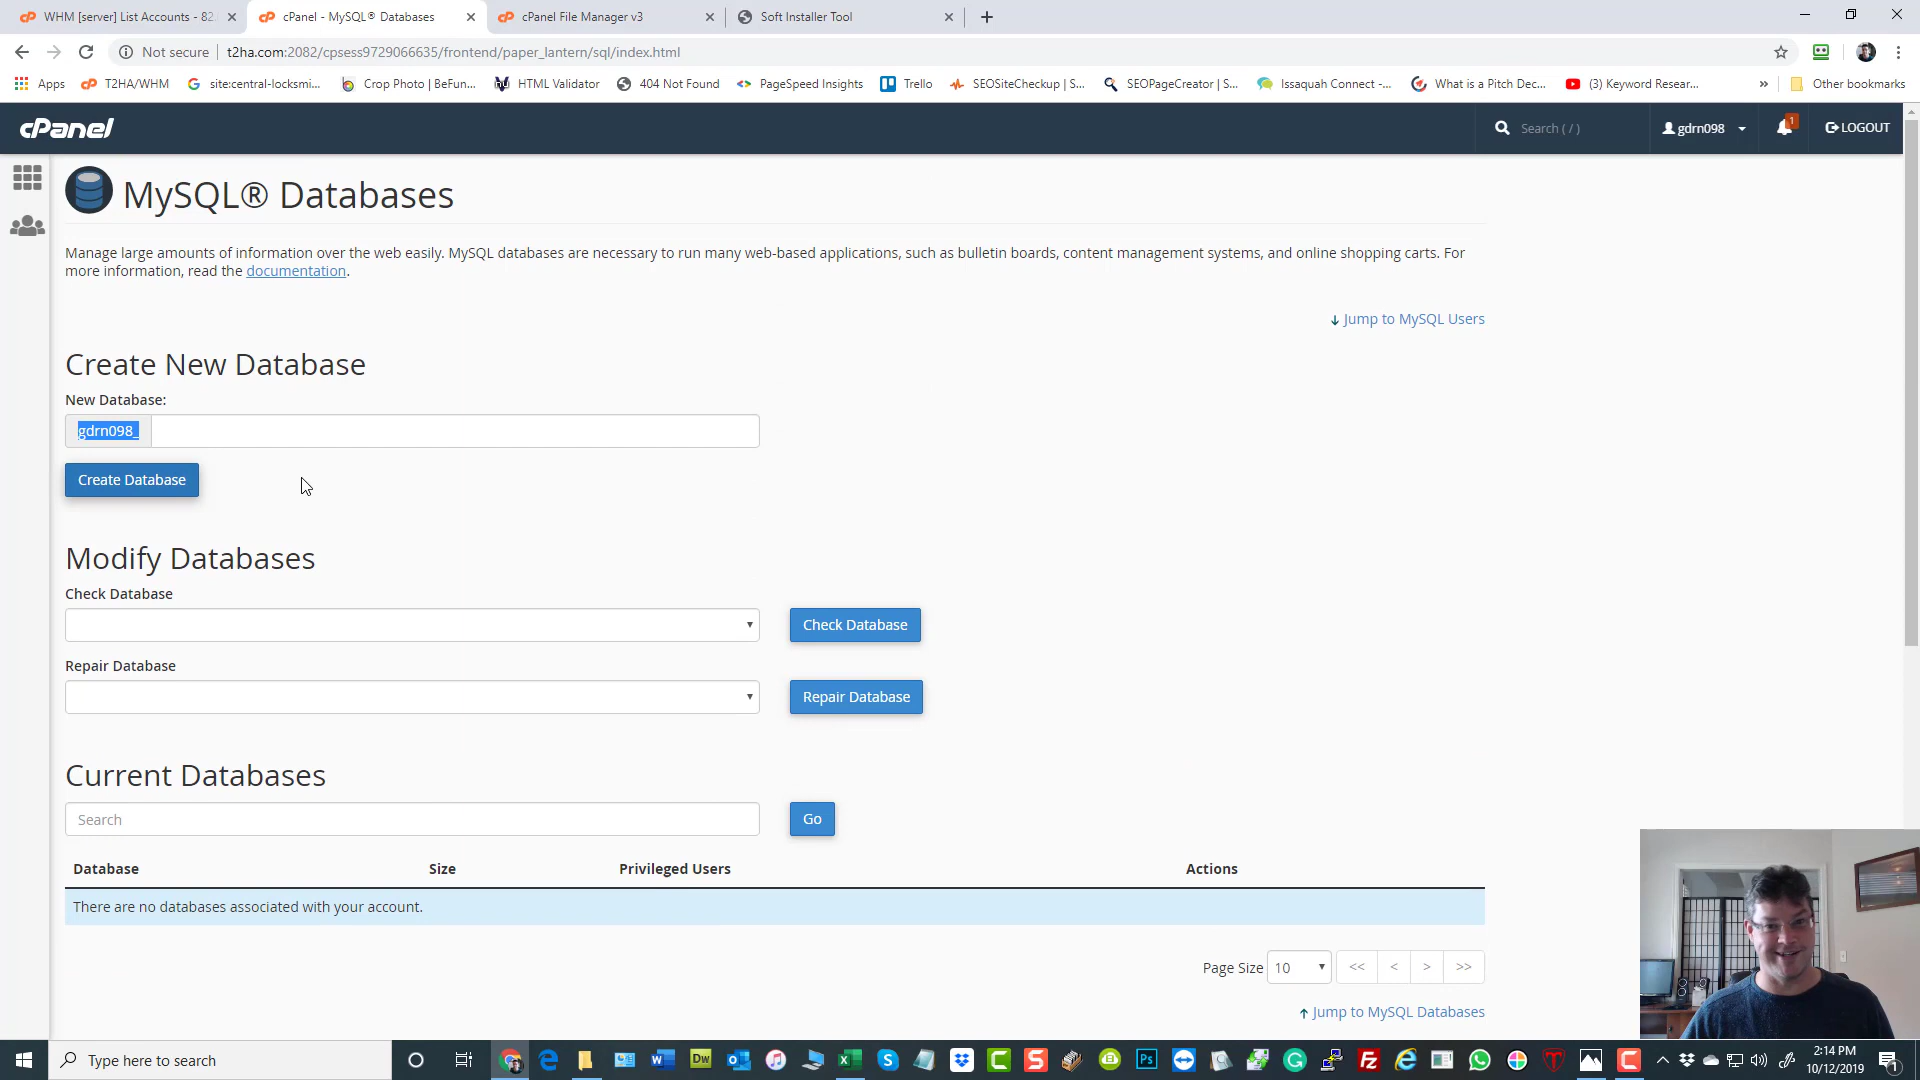 WHM [server] List Accounts - 82.
cPanel - MySQL® Databases
cPanel File Manager v3
Soft Installer Tool
Not secure
t2ha.com:2082/cpsess9729066635/frontend/paper_lantern/sql/index.html
Apps
T2HA/WHM
site:central-locksmi...
Crop Photo | BeFun...
HTML Validator
404 Not Found
PageSpeed Insights
Trello
SEOSiteCheckup | S...
SEOPageCreator | S...
Issaquah Connect -...
What is a Pitch Dec...
(3) Keyword Resear...
»
Other bookmarks
cPanel
Search ( / )
gdrn098
1
LOGOUT
MySQL® Databases
Manage large amounts of information over the web easily. MySQL databases are necessary to run many web-based applications, such as bulletin boards, content management systems, and online shopping carts. For
more information, read the documentation.
Jump to MySQL Users
Create New Database
New Database:
gdrn098_
Create Database
Modify Databases
Check Database
Check Database
Repair Database
Repair Database
Current Databases
Search
Go
Database Size Privileged Users Actions
There are no databases associated with your account.
Page Size 10 << < > >>
Jump to MySQL Databases
Type here to search
2:14 PM
10/12/2019
1